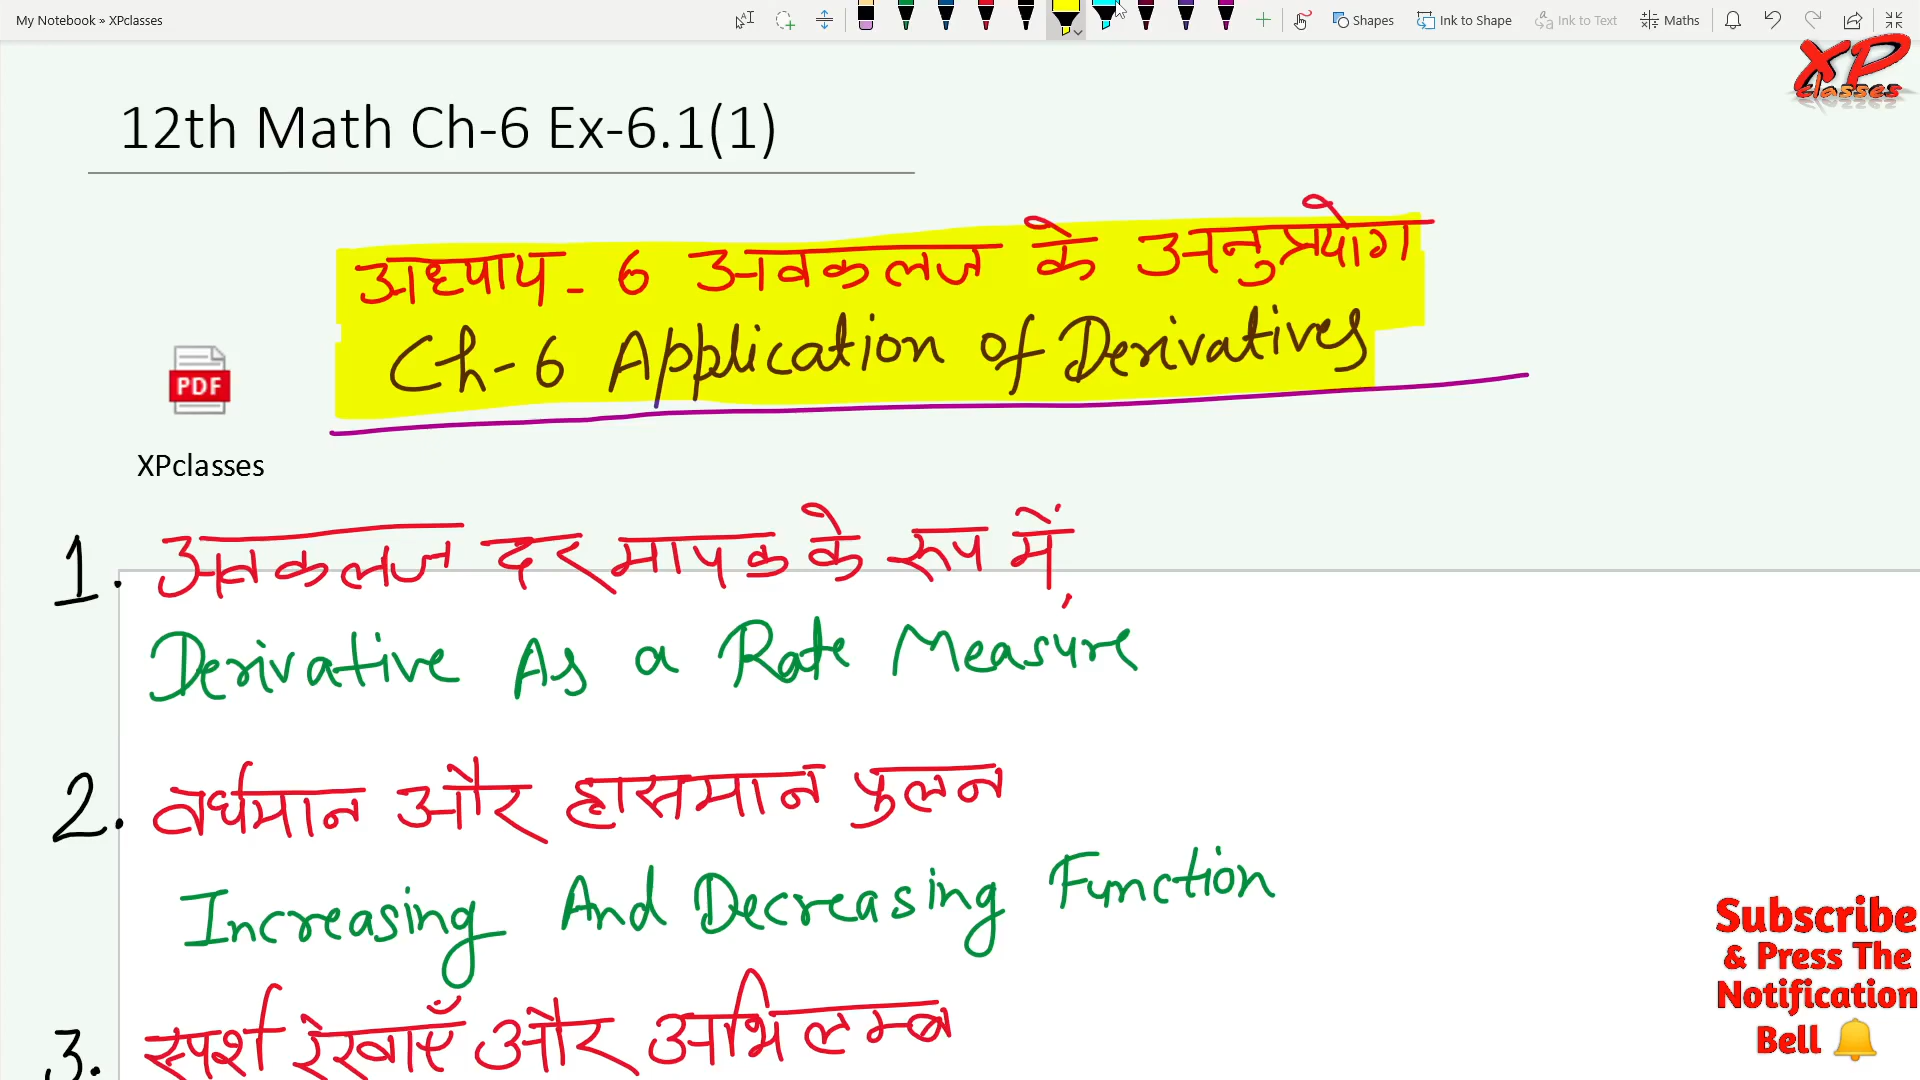 My Notebook » XPclasses
Shapes
Ink to Shape
Ink to Text
Maths
XP
classes
12th Math Ch-6 Ex-6.1(1)
अध्याय - 6 अवकलज के अनुप्रयोग
Ch-6 Application of Derivatives
PDF
XPclasses
1. अवकलज दर मापक के रूप में,
Derivative As a Rate Measure
2. वर्धमान और ह्रासमान फुलन
Increasing And Decreasing Function
3. स्पर्श रेखाएँ और अभिलम्ब
Subscribe
& Press The
Notification
Bell